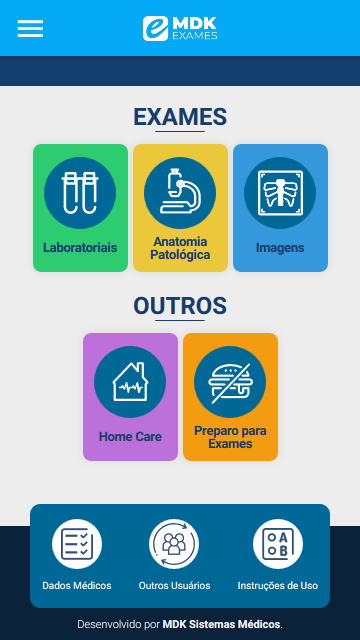 MDK
EXAMES
EXAMES
Laboratoriais
Anatomia
Patológica
Imagens
OUTROS
Home Care
Preparo para
Exames
A
B
Dados Médicos
Outros Usuários
Instruções de Uso
Desenvolvido por MDK Sistemas Médicos.